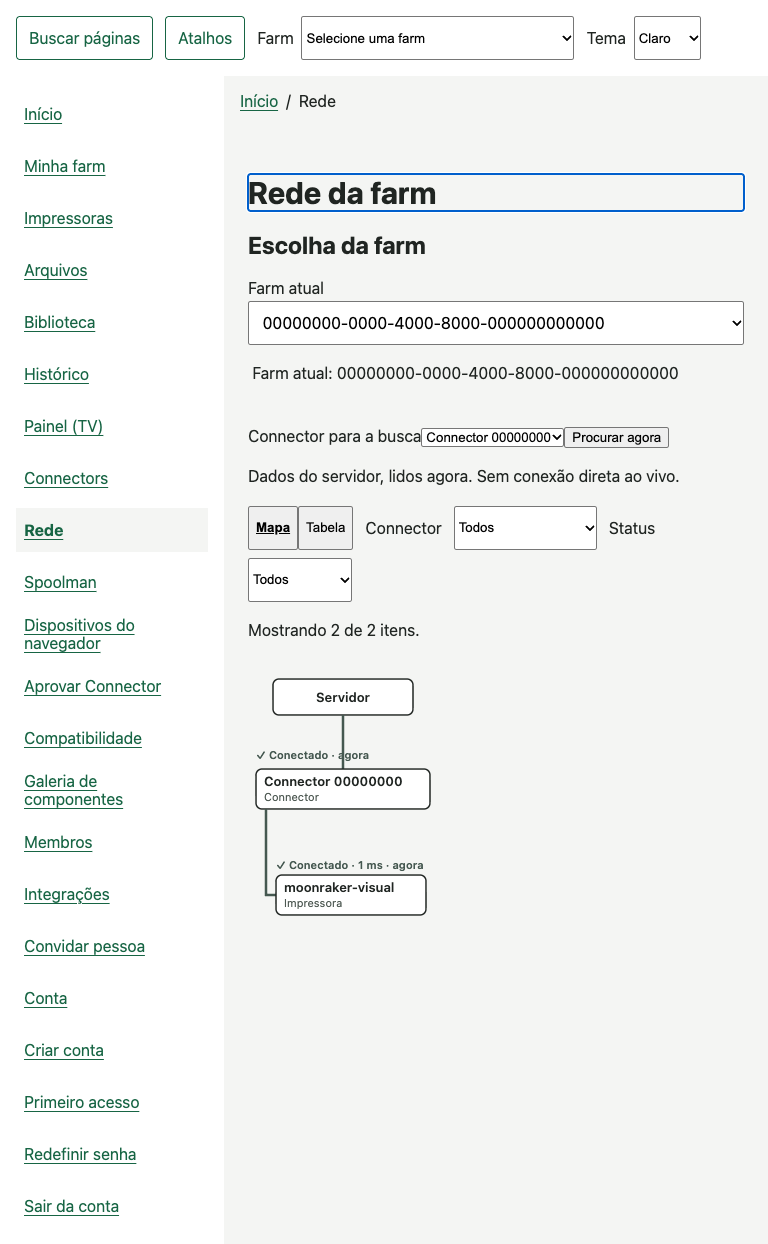 Buscar páginas Atalhos Farm Selecione uma farm Tema Claro
Início / Rede
Início
Minha farm
Impressoras
Arquivos
Biblioteca
Histórico
Painel (TV)
Connectors
Rede
Spoolman
Dispositivos do
navegador
Aprovar Connector
Compatibilidade
Galeria de
componentes
Membros
Integrações
Convidar pessoa
Conta
Criar conta
Primeiro acesso
Redefinir senha
Sair da conta
Rede da farm
Escolha da farm
Farm atual
00000000-0000-4000-8000-000000000000
Farm atual: 00000000-0000-4000-8000-000000000000
Connector para a busca Connector 00000000 Procurar agora
Dados do servidor, lidos agora. Sem conexão direta ao vivo.
Mapa Tabela Connector Todos Status
Todos
Mostrando 2 de 2 itens.
Servidor
✓ Conectado · agora
Connector 00000000
Connector
✓ Conectado · 1 ms · agora
moonraker-visual
Impressora